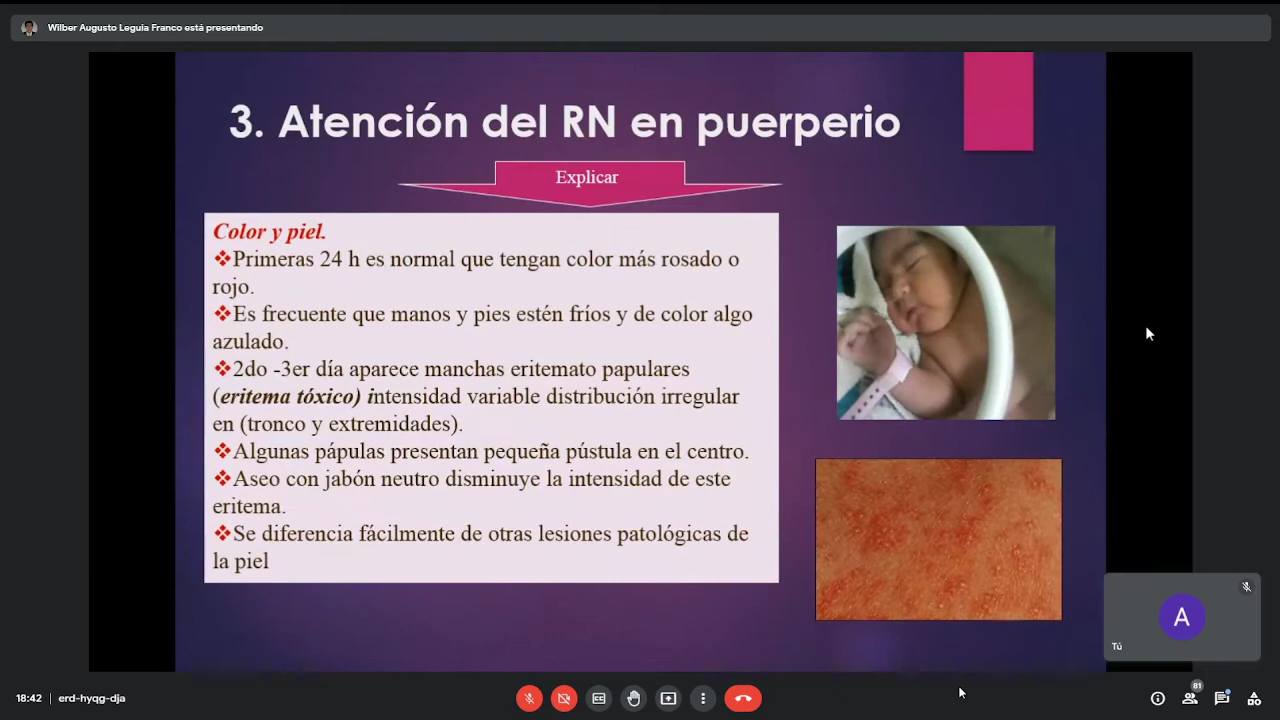 Wilber Augusto Leguia Franco está presentando
3. Atención del RN en puerperio
Explicar
Color y piel.
❖Primeras 24 h es normal que tengan color más rosado o
rojo.
❖Es frecuente que manos y pies estén fríos y de color algo
azulado.
❖2do -3er día aparece manchas eritemato papulares
(eritema tóxico) intensidad variable distribución irregular
en (tronco y extremidades).
❖Algunas pápulas presentan pequeña pústula en el centro.
❖Aseo con jabón neutro disminuye la intensidad de este
eritema.
❖Se diferencia fácilmente de otras lesiones patológicas de
la piel
A
Tú
18:42 | erd-hyqg-dja
81